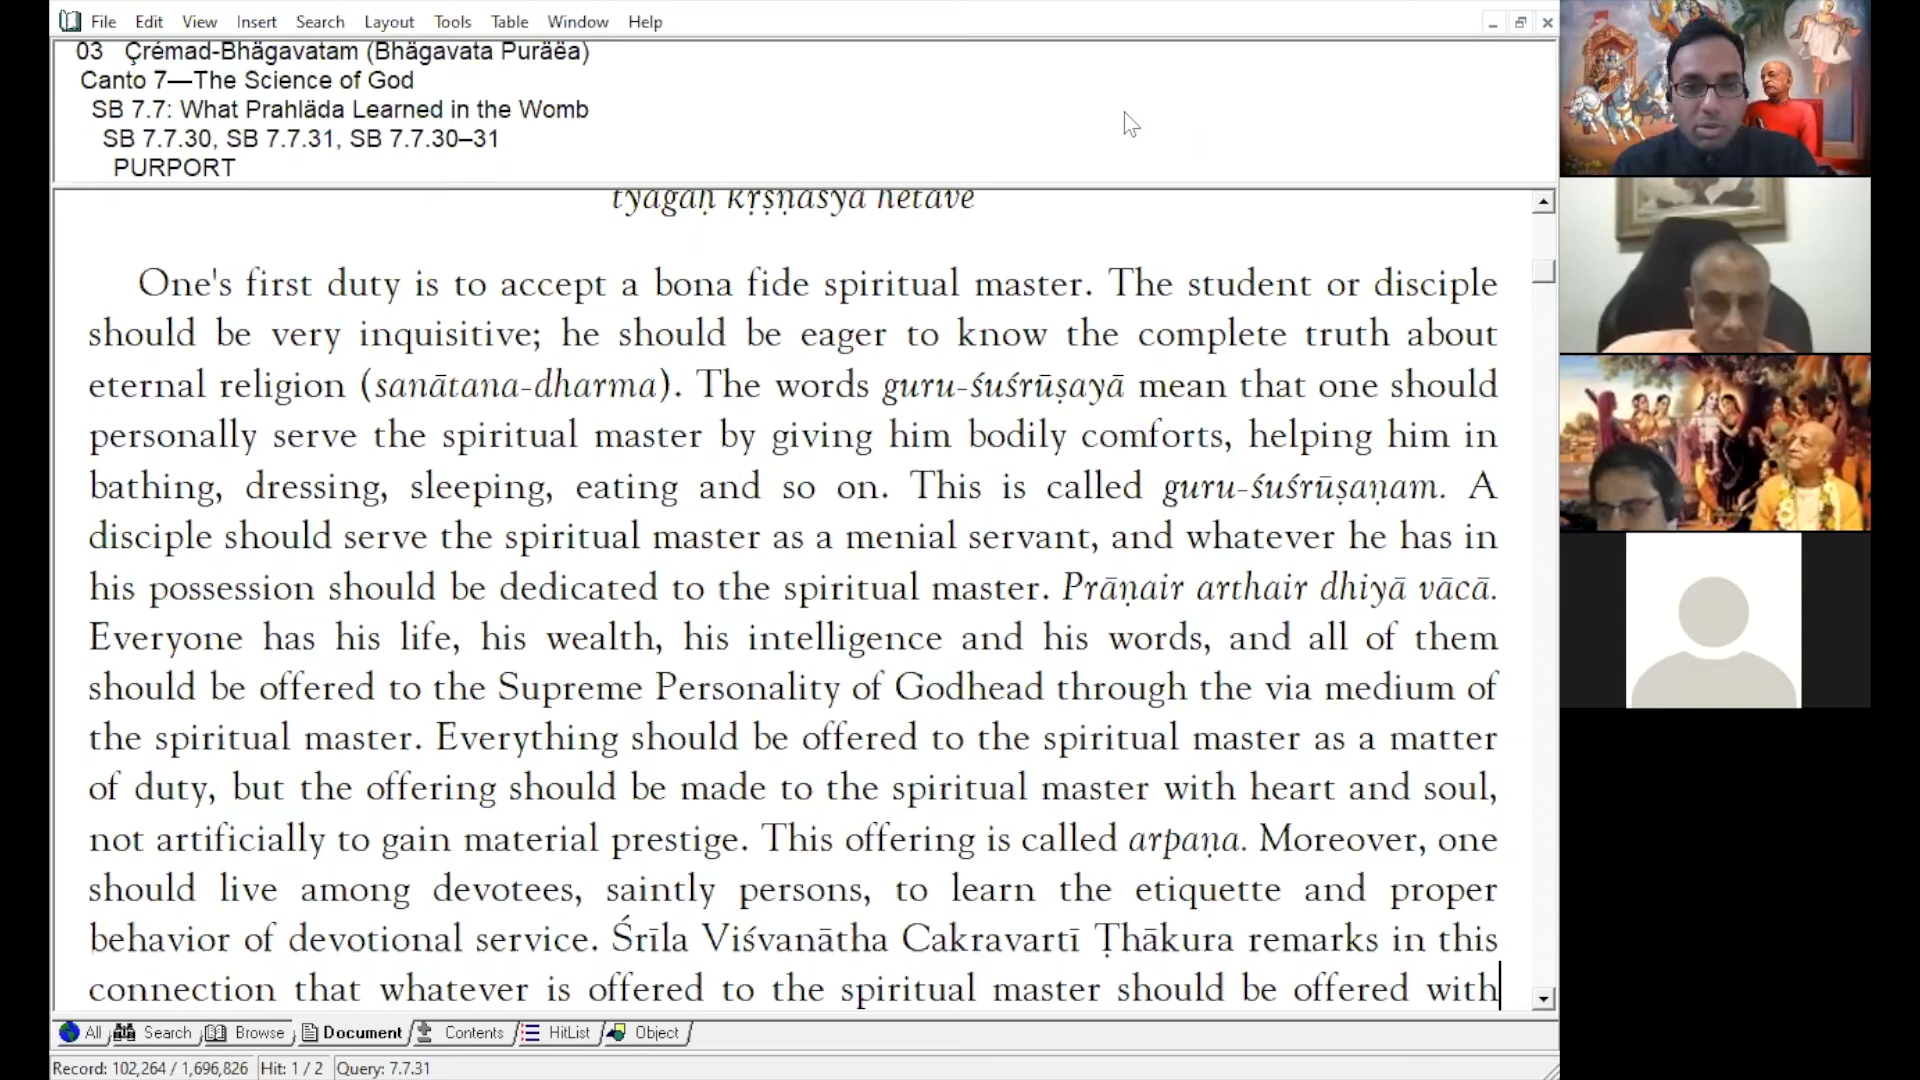 File Edit View Insert Search Layout Tools Table Window Help
03 Çrémad-Bhägavatam (Bhägavata Puräëa)
Canto 7—The Science of God
SB 7.7: What Prahläda Learned in the Womb
SB 7.7.30, SB 7.7.31, SB 7.7.30–31
PURPORT
tyāgaḥ kṛṣṇasya hetave
One's first duty is to accept a bona fide spiritual master. The student or disciple
should be very inquisitive; he should be eager to know the complete truth about
eternal religion (sanātana-dharma). The words guru-śuśrūṣayā mean that one should
personally serve the spiritual master by giving him bodily comforts, helping him in
bathing, dressing, sleeping, eating and so on. This is called guru-śuśrūṣaṇam. A
disciple should serve the spiritual master as a menial servant, and whatever he has in
his possession should be dedicated to the spiritual master. Prāṇair arthair dhiyā vācā.
Everyone has his life, his wealth, his intelligence and his words, and all of them
should be offered to the Supreme Personality of Godhead through the via medium of
the spiritual master. Everything should be offered to the spiritual master as a matter
of duty, but the offering should be made to the spiritual master with heart and soul,
not artificially to gain material prestige. This offering is called arpaṇa. Moreover, one
should live among devotees, saintly persons, to learn the etiquette and proper
behavior of devotional service. Śrīla Viśvanātha Cakravartī Ṭhākura remarks in this
connection that whatever is offered to the spiritual master should be offered with
All Search Browse Document Contents HitList Object
Record: 102,264 / 1,696,826 Hit: 1 / 2 Query: 7.7.31